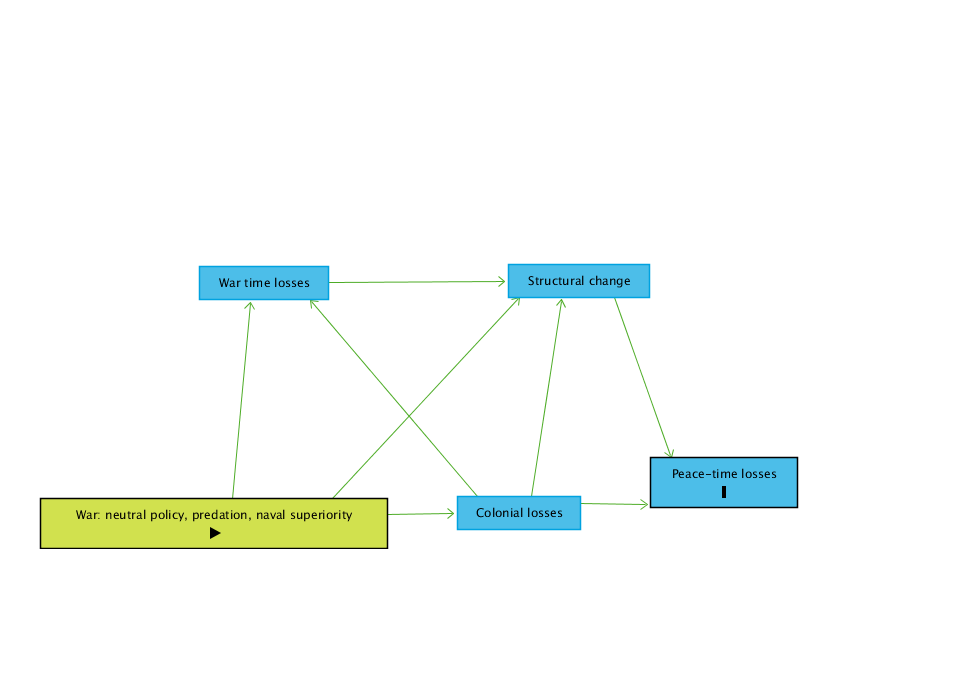 War time losses
Structural change
Peace-time losses
War: neutral policy, predation, naval superiority
Colonial losses